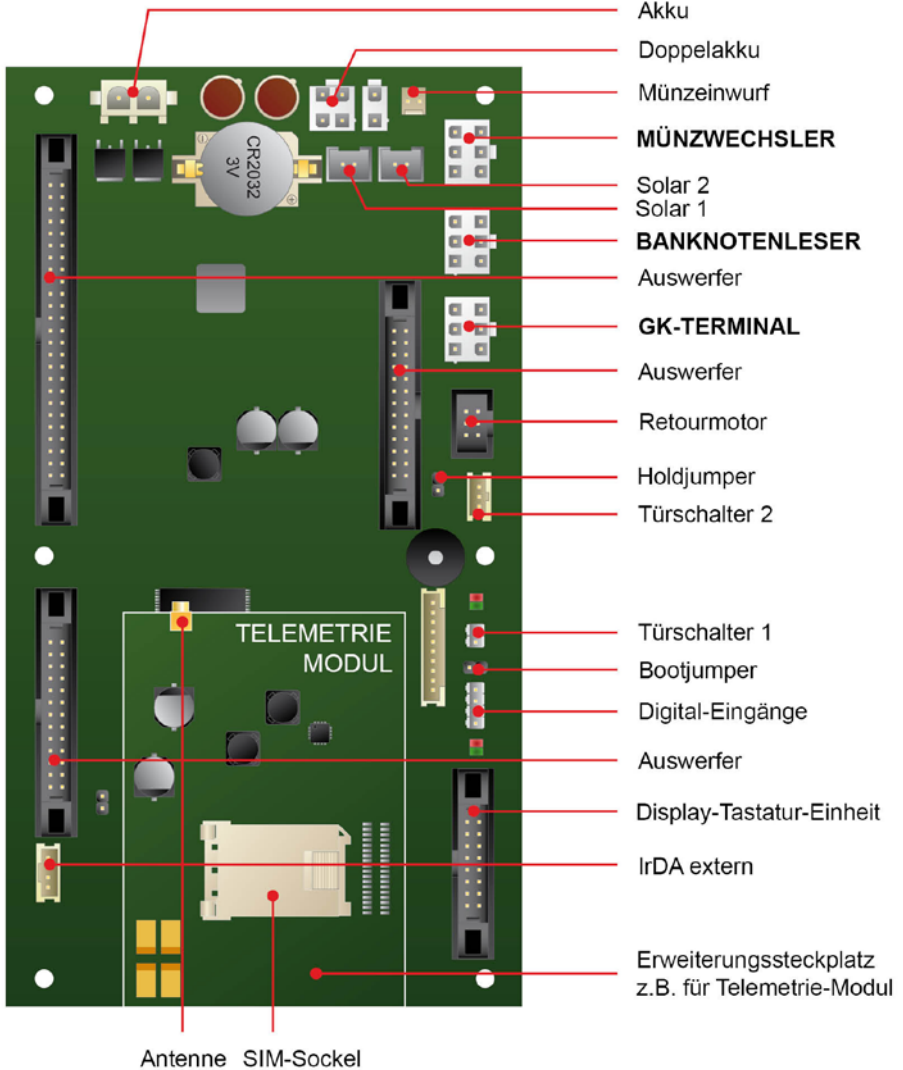 Akku
Doppelakku
Münzeinwurf
MÜNZWECHSLER
Solar 2
Solar 1
BANKNOTENLESER
Auswerfer
GK-TERMINAL
Auswerfer
Retourmotor
Holdjumper
Türschalter 2
Türschalter 1
Bootjumper
Digital-Eingänge
Auswerfer
Display-Tastatur-Einheit
IrDA extern
Erweiterungssteckplatz
z.B. für Telemetrie-Modul
CR2032
3V
TELEMETRIE
MODUL
Antenne SIM-Sockel